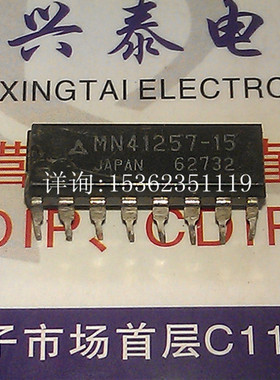 兴 泰 电
XINGTAI ELECTRO
MN41257-15
JAPAN 62732
详询:15362351119
DIP、CDIP
子市场首层C11